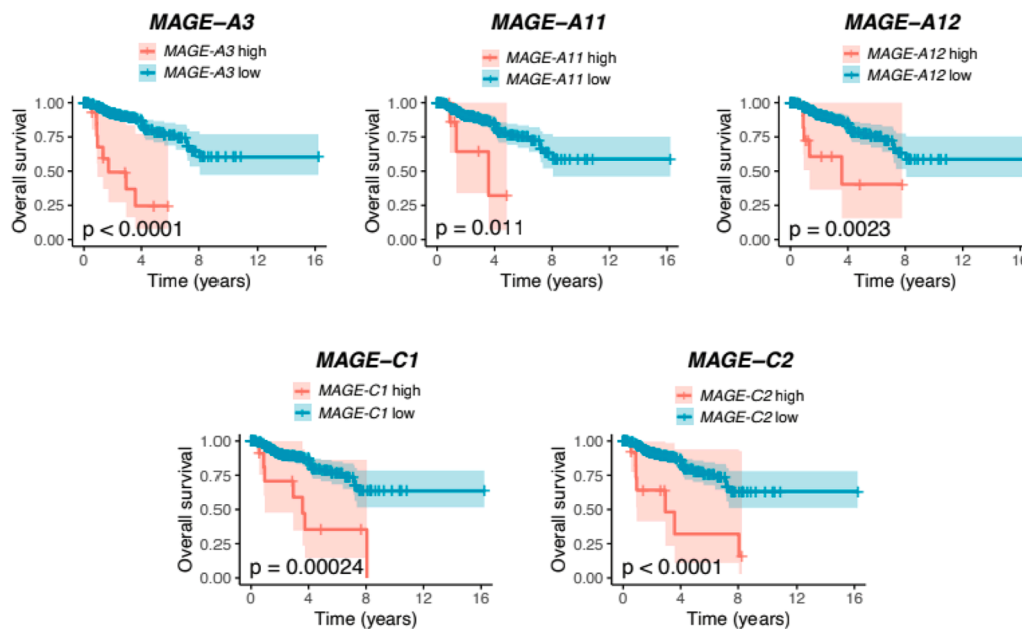 MAGE–A3
MAGE-A3 high
MAGE-A3 low
Overall survival
1.00
0.75
0.50
0.25
0.00
p < 0.0001
0 4 8 12 16
Time (years)
MAGE–A11
MAGE-A11 high
MAGE-A11 low
Overall survival
1.00
0.75
0.50
0.25
0.00
p = 0.011
0 4 8 12 16
Time (years)
MAGE–A12
MAGE-A12 high
MAGE-A12 low
Overall survival
1.00
0.75
0.50
0.25
0.00
p = 0.0023
0 4 8 12 16
Time (years)
MAGE–C1
MAGE-C1 high
MAGE-C1 low
Overall survival
1.00
0.75
0.50
0.25
0.00
p = 0.00024
0 4 8 12 16
Time (years)
MAGE–C2
MAGE-C2 high
MAGE-C2 low
Overall survival
1.00
0.75
0.50
0.25
0.00
p < 0.0001
0 4 8 12 16
Time (years)